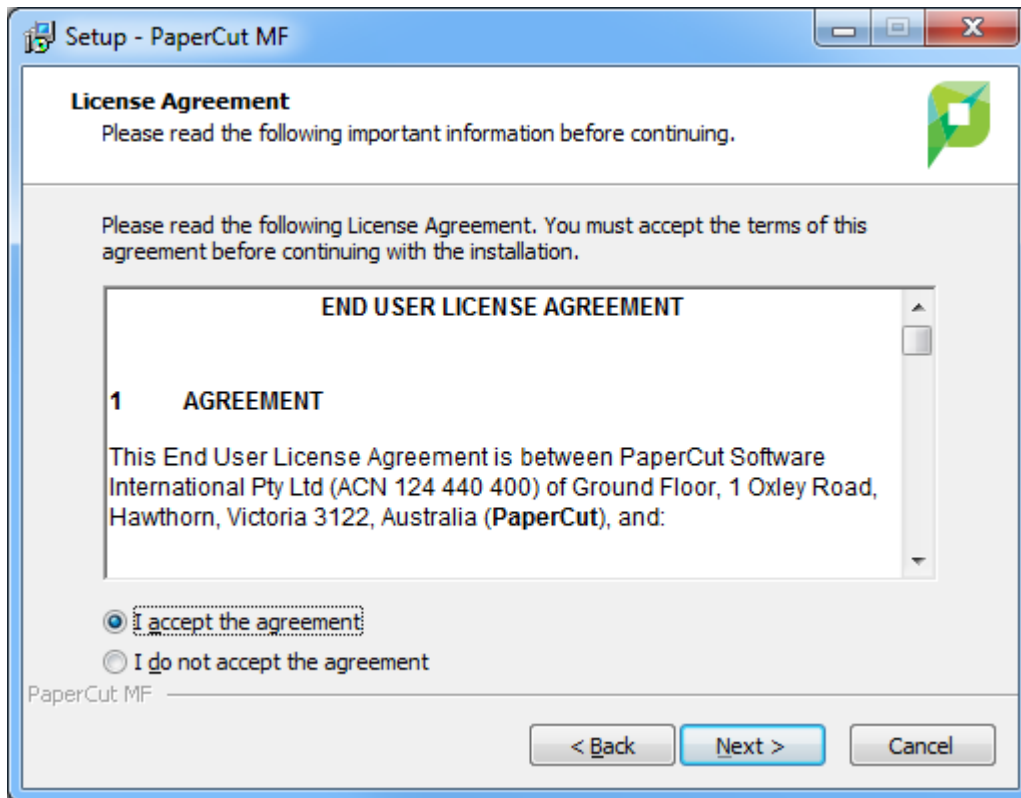 Setup - PaperCut MF
License Agreement
Please read the following important information before continuing.
Please read the following License Agreement. You must accept the terms of this
agreement before continuing with the installation.
END USER LICENSE AGREEMENT
1 AGREEMENT
This End User License Agreement is between PaperCut Software
International Pty Ltd (ACN 124 440 400) of Ground Floor, 1 Oxley Road,
Hawthorn, Victoria 3122, Australia (PaperCut), and:
I accept the agreement
I do not accept the agreement
PaperCut MF
< Back
Next >
Cancel